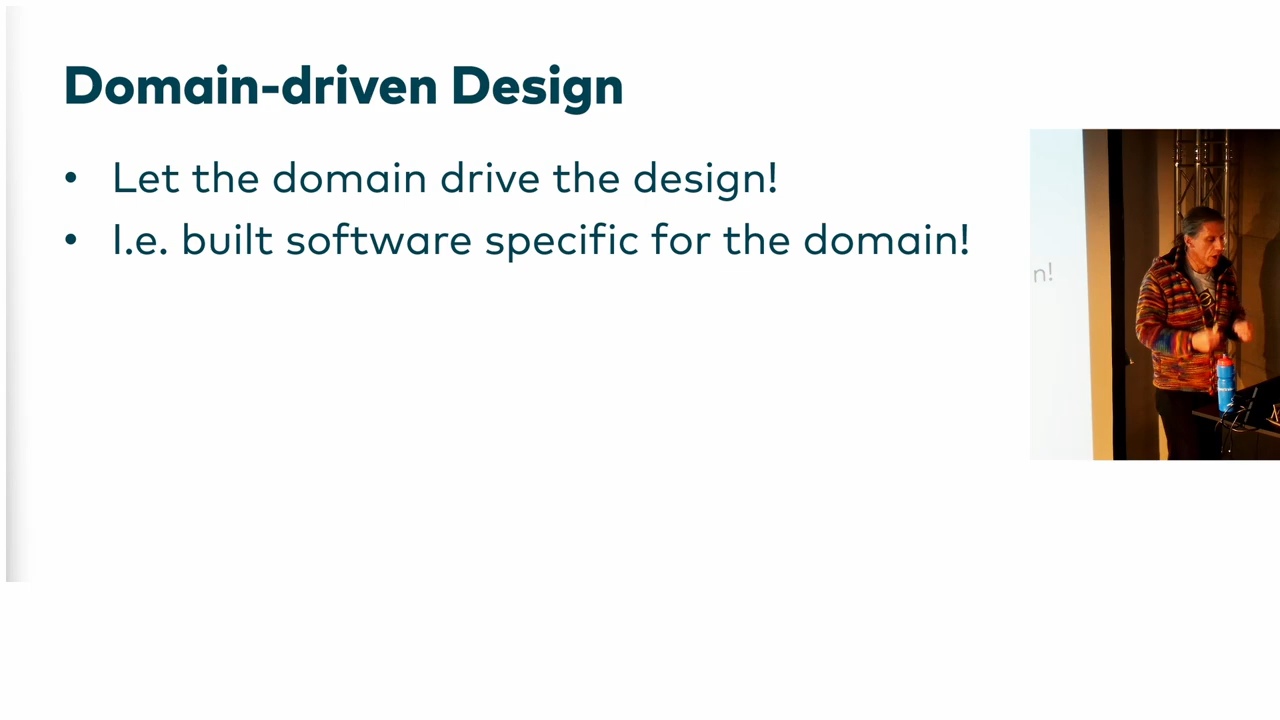 Domain-driven Design
• Let the domain drive the design!
• I.e. built software specific for the domain!
n!